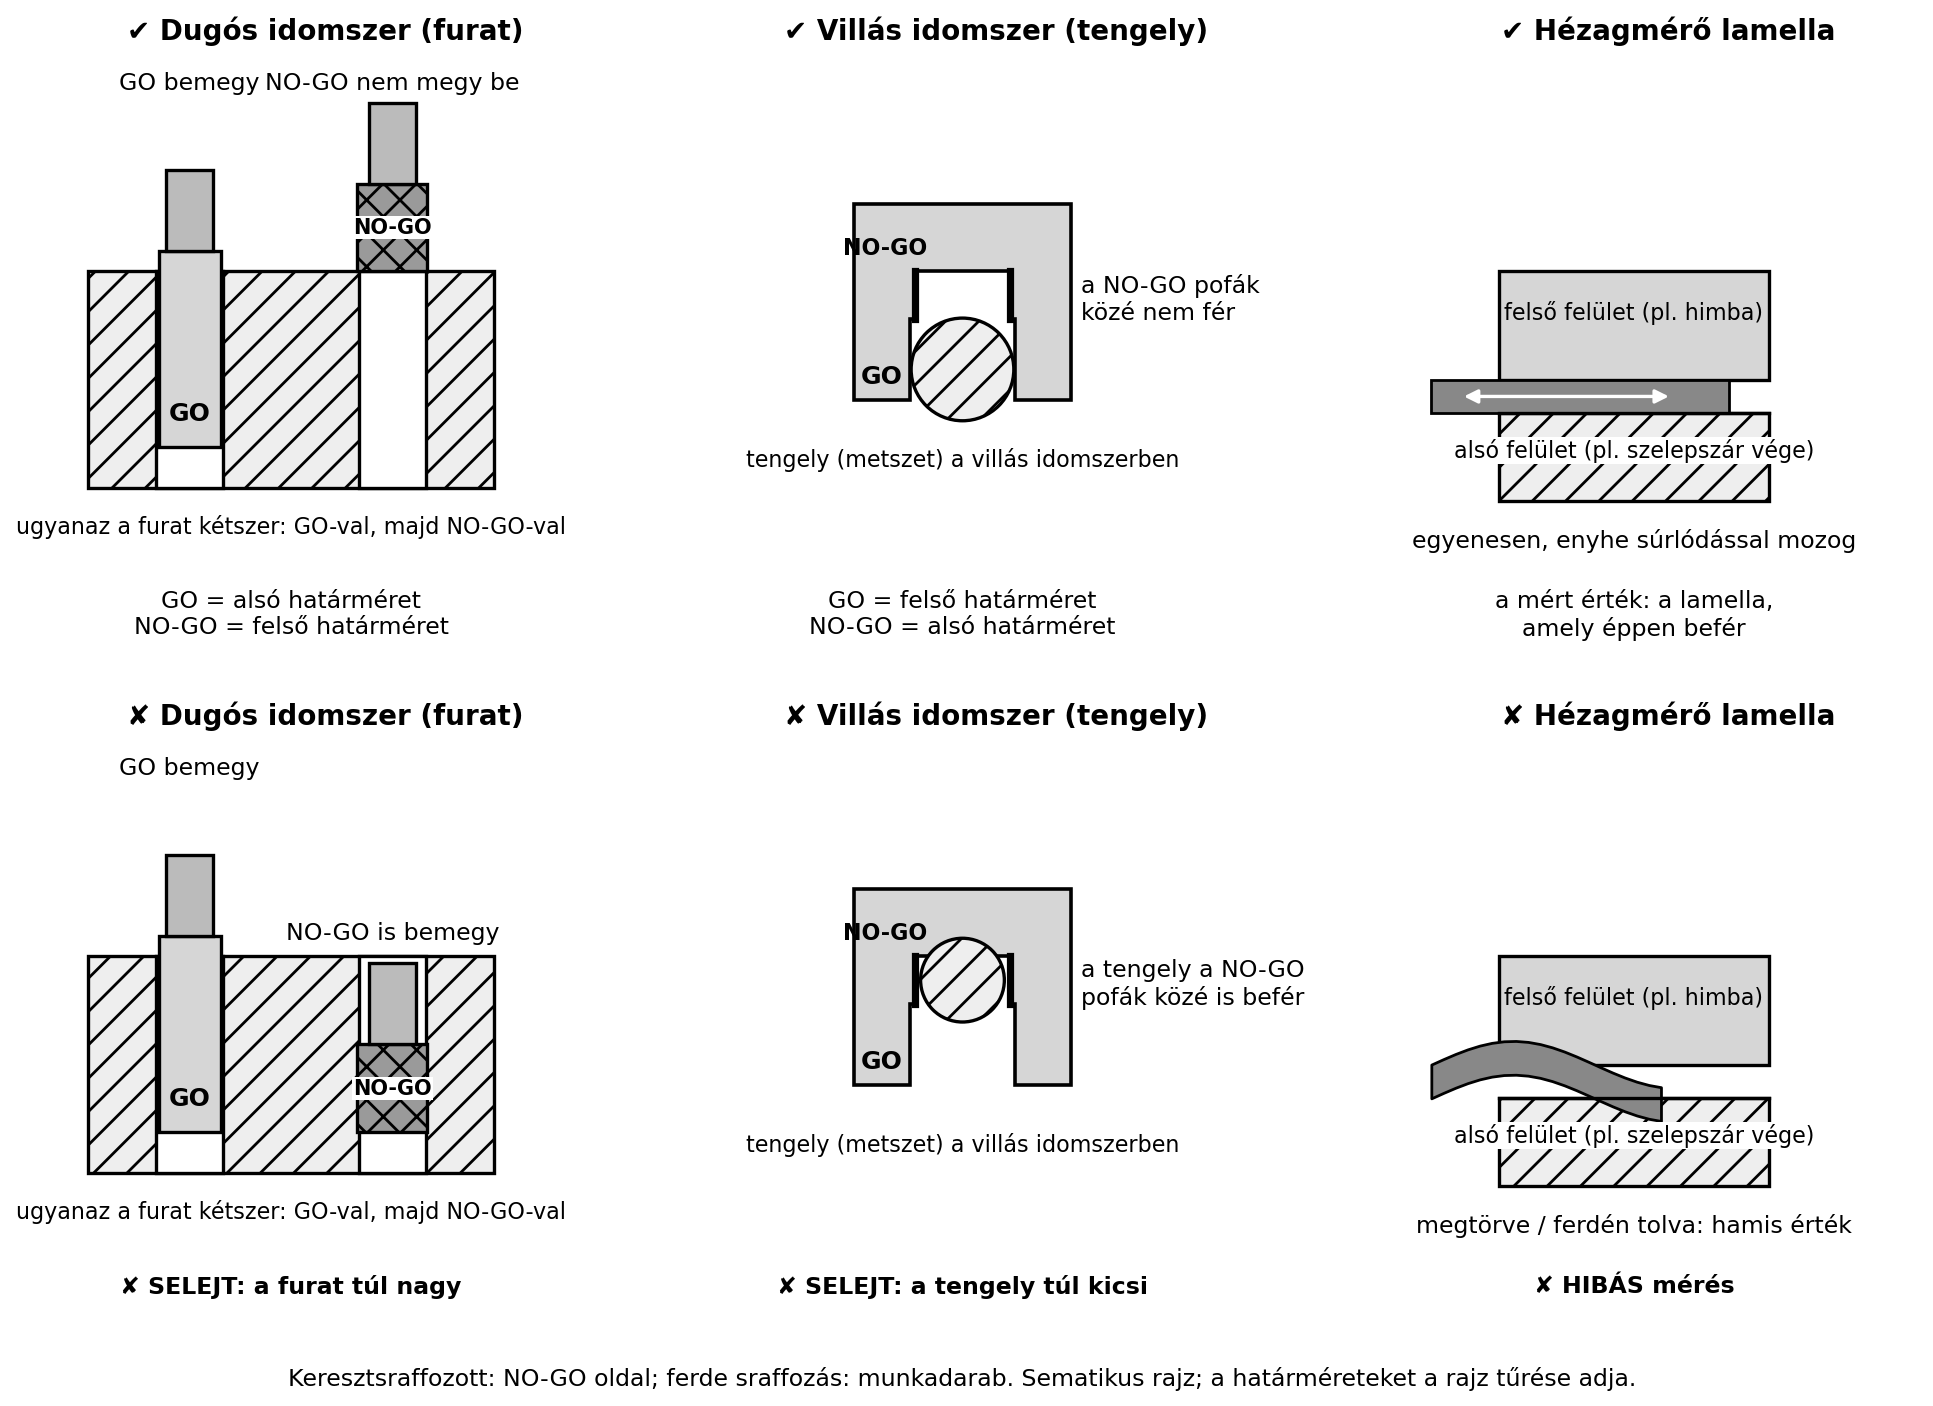 ✔ Dugós idomszer (furat)
GO bemegy NO-GO nem megy be
NO-GO
GO
ugyanaz a furat kétszer: GO-val, majd NO-GO-val
GO = alsó határméret
NO-GO = felső határméret
✔ Villás idomszer (tengely)
NO-GO
a NO-GO pofák
közé nem fér
GO
tengely (metszet) a villás idomszerben
GO = felső határméret
NO-GO = alsó határméret
✔ Hézagmérő lamella
felső felület (pl. himba)
alsó felület (pl. szelepszár vége)
egyenesen, enyhe súrlódással mozog
a mért érték: a lamella,
amely éppen befér
✘ Dugós idomszer (furat)
GO bemegy
NO-GO is bemegy
NO-GO
GO
ugyanaz a furat kétszer: GO-val, majd NO-GO-val
✘ SELEJT: a furat túl nagy
✘ Villás idomszer (tengely)
NO-GO
a tengely a NO-GO
pofák közé is befér
GO
tengely (metszet) a villás idomszerben
✘ SELEJT: a tengely túl kicsi
✘ Hézagmérő lamella
felső felület (pl. himba)
alsó felület (pl. szelepszár vége)
megtörve / ferdén tolva: hamis érték
✘ HIBÁS mérés
Keresztsraffozott: NO-GO oldal; ferde sraffozás: munkadarab. Sematikus rajz; a határméreteket a rajz tűrése adja.